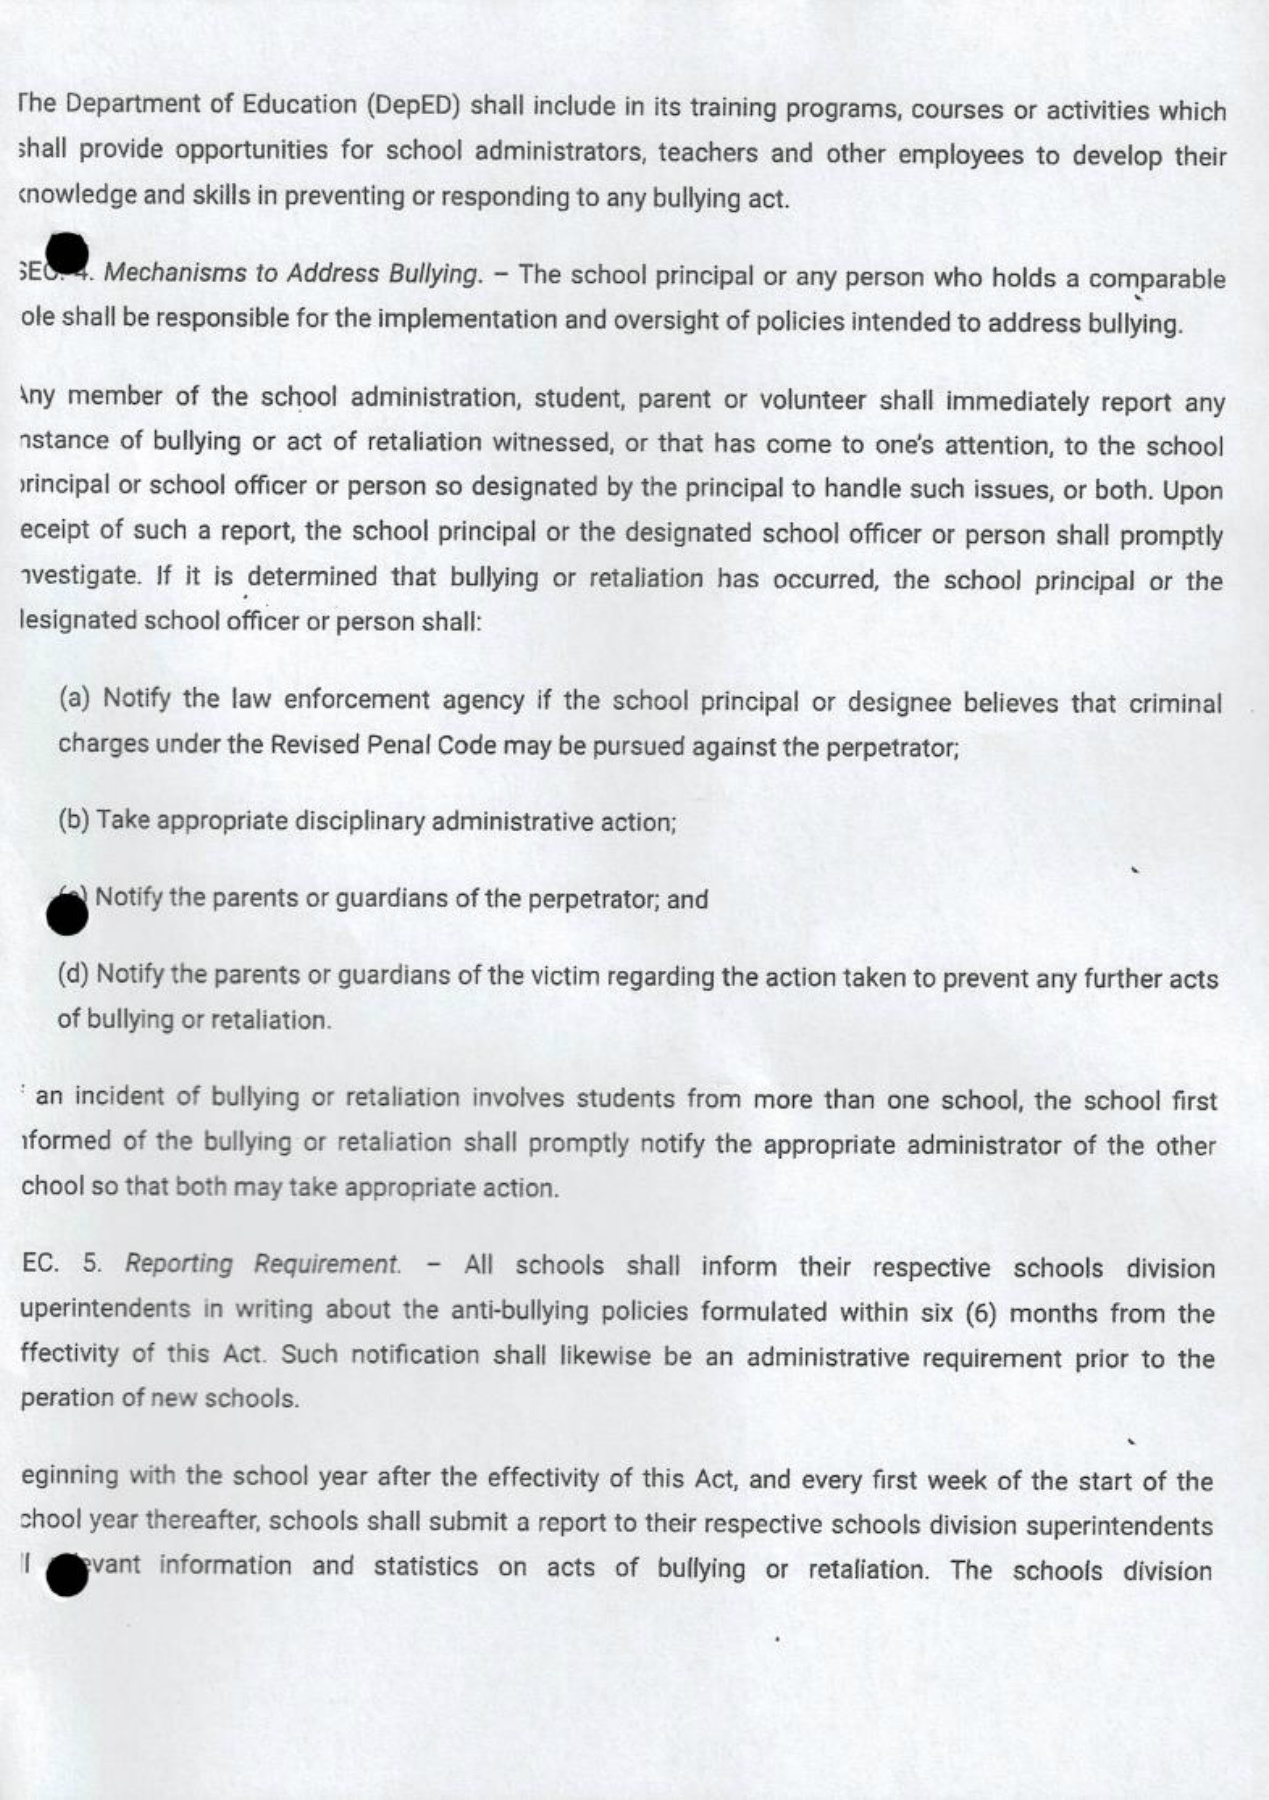 The Department of Education (DepED) shall include in its training programs, courses or activities which
shall provide opportunities for school administrators, teachers and other employees to develop their
knowledge and skills in preventing or responding to any bullying act.
SEC. 4. Mechanisms to Address Bullying. – The school principal or any person who holds a comparable
ole shall be responsible for the implementation and oversight of policies intended to address bullying.
Any member of the school administration, student, parent or volunteer shall immediately report any
nstance of bullying or act of retaliation witnessed, or that has come to one's attention, to the school
principal or school officer or person so designated by the principal to handle such issues, or both. Upon
eceipt of such a report, the school principal or the designated school officer or person shall promptly
nvestigate. If it is determined that bullying or retaliation has occurred, the school principal or the
lesignated school officer or person shall:
(a) Notify the law enforcement agency if the school principal or designee believes that criminal
charges under the Revised Penal Code may be pursued against the perpetrator;
(b) Take appropriate disciplinary administrative action;
(c) Notify the parents or guardians of the perpetrator; and
(d) Notify the parents or guardians of the victim regarding the action taken to prevent any further acts
of bullying or retaliation.
an incident of bullying or retaliation involves students from more than one school, the school first
nformed of the bullying or retaliation shall promptly notify the appropriate administrator of the other
chool so that both may take appropriate action.
EC. 5. Reporting Requirement. – All schools shall inform their respective schools division
uperintendents in writing about the anti-bullying policies formulated within six (6) months from the
ffectivity of this Act. Such notification shall likewise be an administrative requirement prior to the
peration of new schools.
eginning with the school year after the effectivity of this Act, and every first week of the start of the
chool year thereafter, schools shall submit a report to their respective schools division superintendents
l evant information and statistics on acts of bullying or retaliation. The schools division